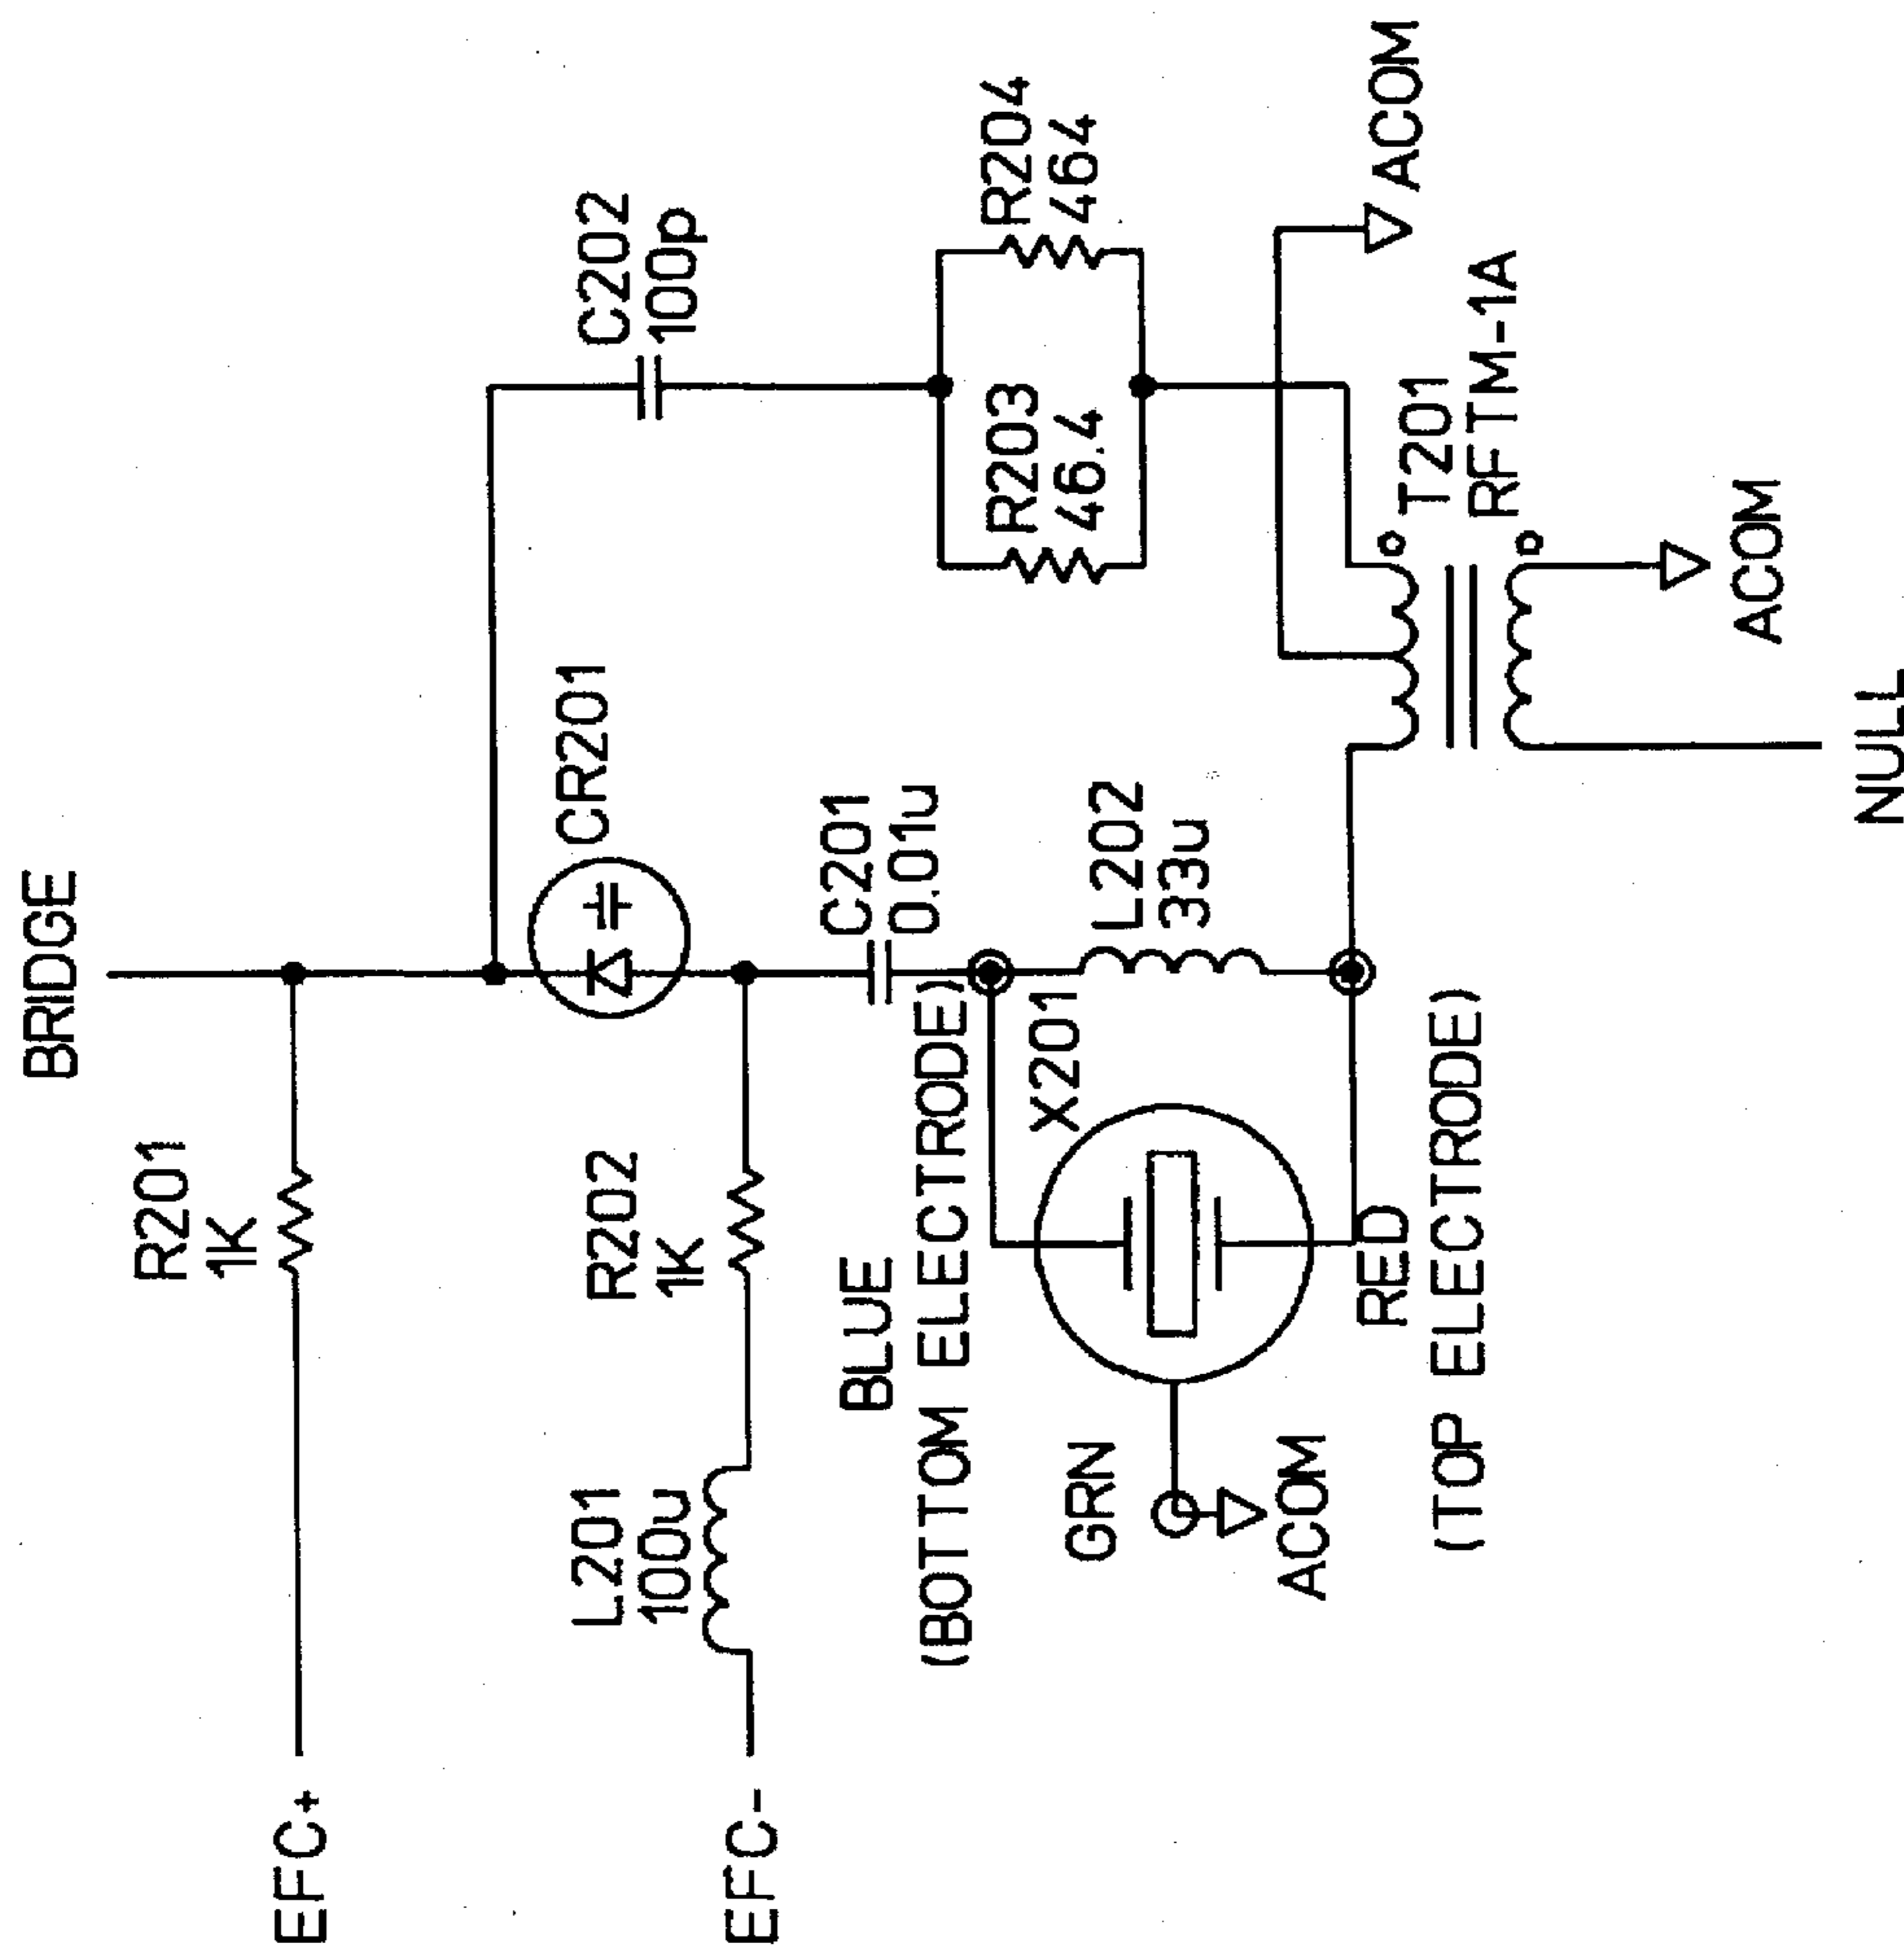 BRIDGE
R201
1K
EFC+
C202
100p
CR201
R202
1K
L201
100u
EFC-
C201
0.01u
BLUE
(BOTTOM ELECTRODE)
R204
464
R203
46.4
X201
L202
33u
GRN
ACOM
RED
(TOP ELECTRODE)
ACOM
T201
RFTM-1A
ACOM
NULL